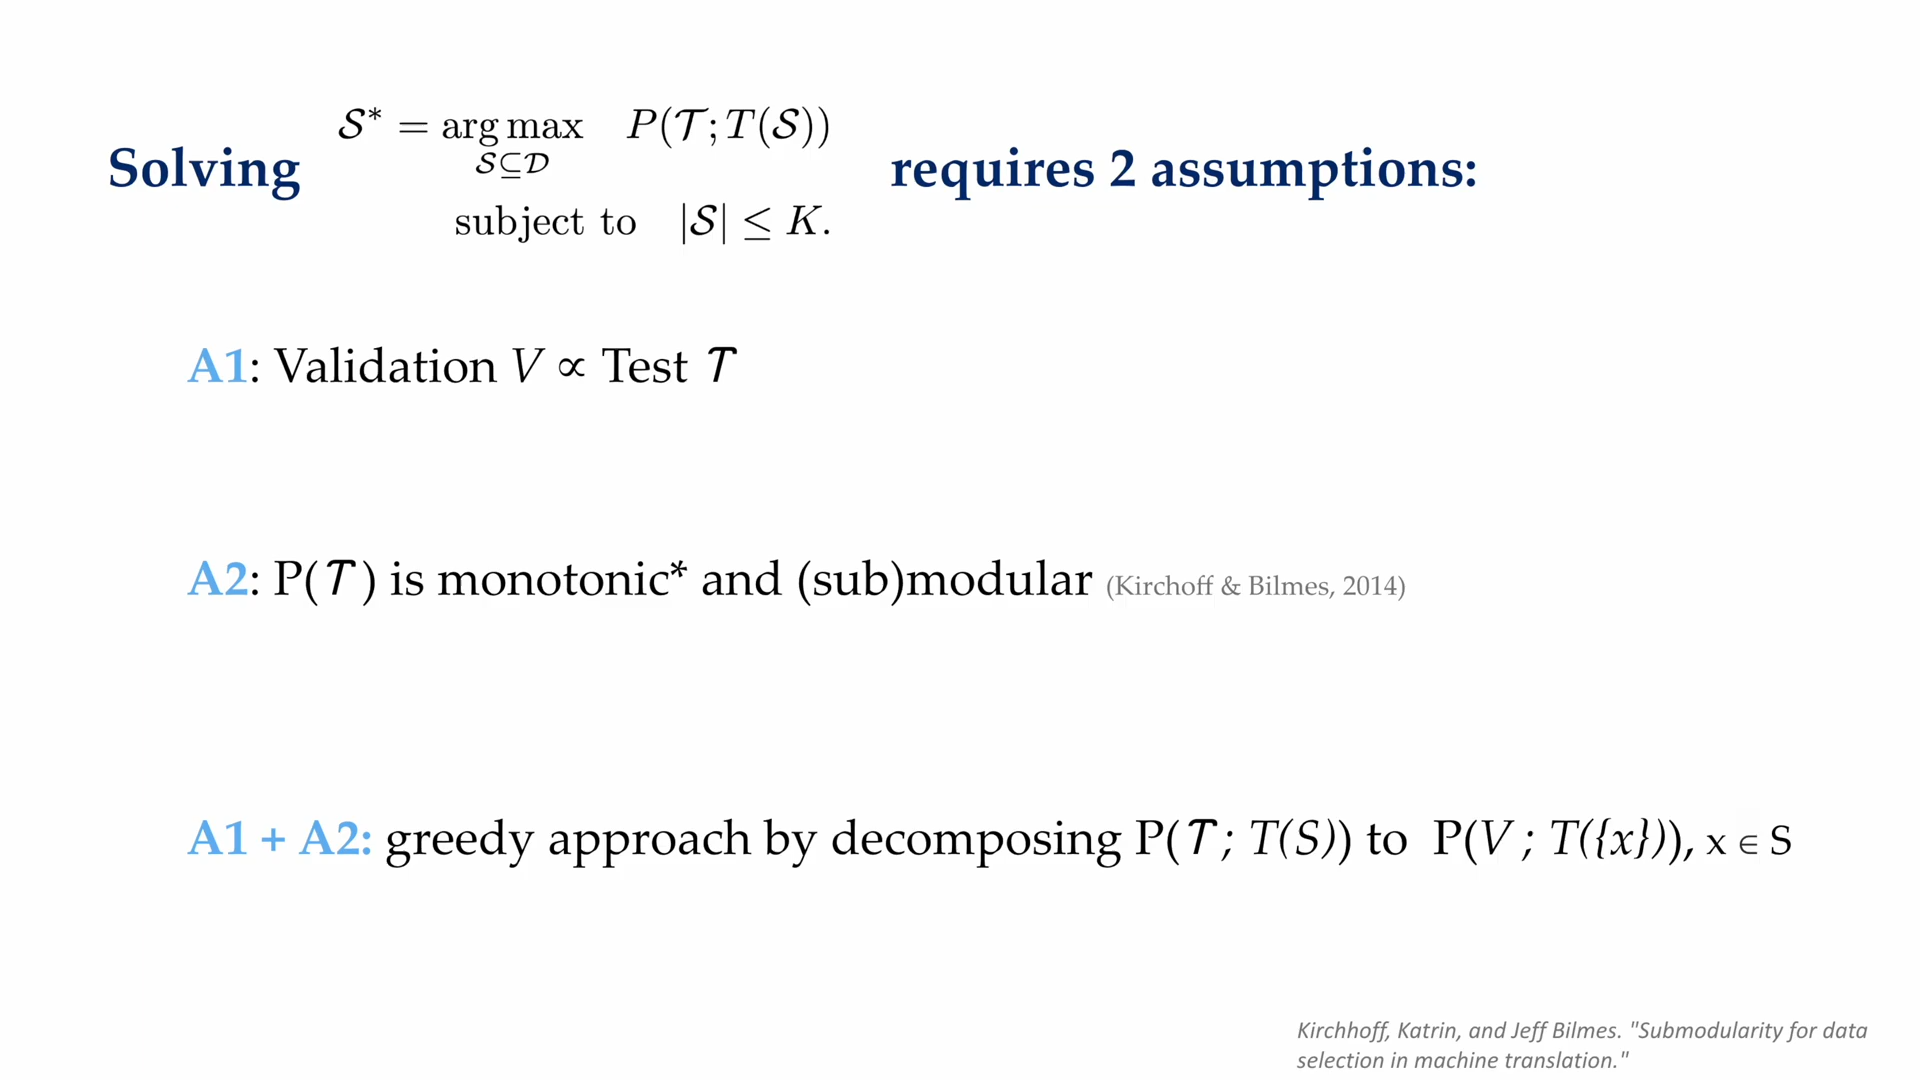 Solving 𝒮* = arg max P(𝒯; T(𝒮)) requires 2 assumptions:
𝒮⊆𝒟
subject to |𝒮| ≤ K.
A1: Validation V ∝ Test 𝒯
A2: P(𝒯) is monotonic* and (sub)modular (Kirchoff & Bilmes, 2014)
A1 + A2: greedy approach by decomposing P(𝒯; T(S)) to P(V; T({x})), x ∈ S
Kirchhoff, Katrin, and Jeff Bilmes. "Submodularity for data
selection in machine translation."